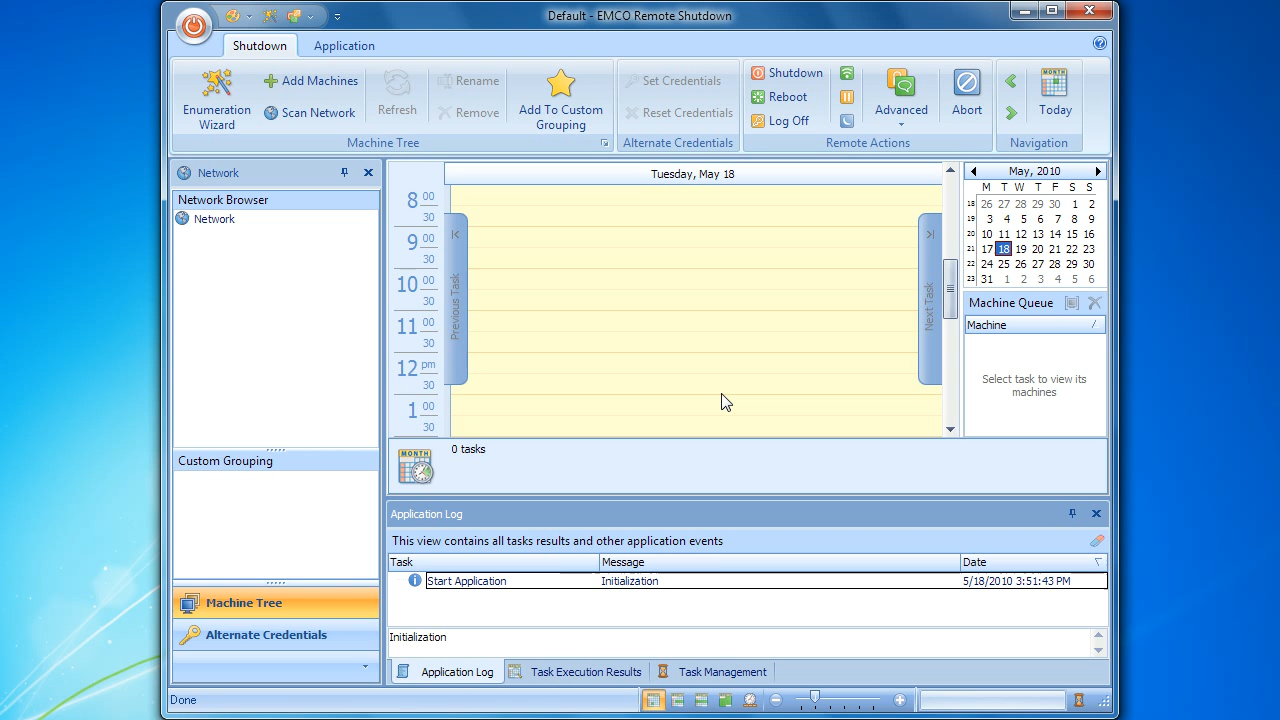 Default - EMCO Remote Shutdown
Shutdown
Application
Enumeration Wizard
Add Machines
Scan Network
Refresh
Rename
Remove
Add To Custom Grouping
Machine Tree
Set Credentials
Reset Credentials
Alternate Credentials
Shutdown
Reboot
Log Off
Advanced
Abort
Remote Actions
MONTH
Today
Navigation
Network
Network Browser
Network
Custom Grouping
Machine Tree
Alternate Credentials
Tuesday, May 18
8 00
30
9 00
30
10 00
30
11 00
30
12 pm
30
1 00
30
Previous Task
Next Task
May, 2010
M T W T F S S
18 26 27 28 29 30 1 2
19 3 4 5 6 7 8 9
20 10 11 12 13 14 15 16
21 17 18 19 20 21 22 23
22 24 25 26 27 28 29 30
23 31 1 2 3 4 5 6
Machine Queue
Machine
Select task to view its
machines
MONTH
0 tasks
Application Log
This view contains all tasks results and other application events
Task Message Date
Start Application Initialization 5/18/2010 3:51:43 PM
Initialization
Application Log
Task Execution Results
Task Management
Done